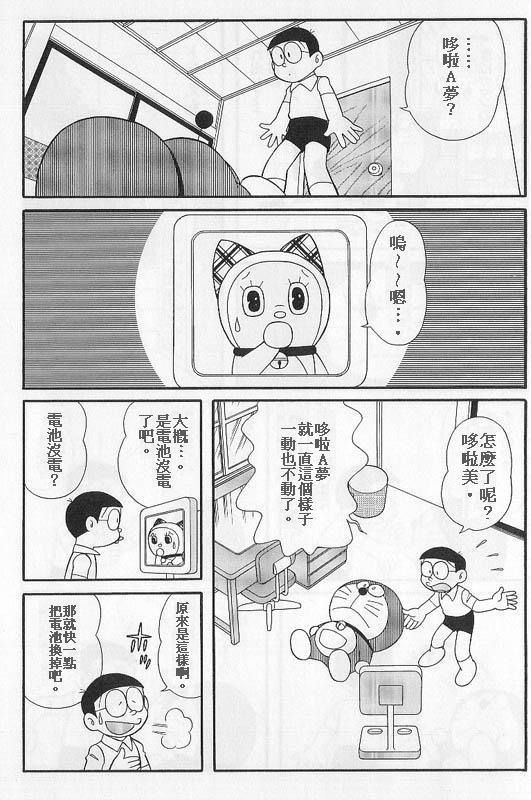 ……
哆啦A夢？
嗚～～嗯…。
怎麼了呢？
哆啦美。
哆啦A夢
就一直這個樣子
一動也不動了。
大概…。
是電池沒電
了吧。
電池沒電？
原來是這樣啊。
那就快一點
把電池換掉吧。